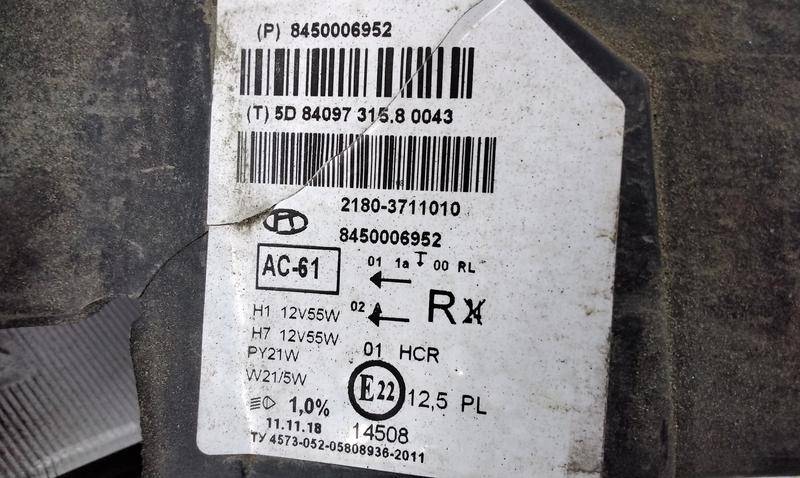 (P) 8450006952
(T) 5D 84097 315.8 0043
2180-3711010
8450006952
AC-61
01 1a 00 RL
H1 12V55W
02 A
R
H7 12V55W
PY21W
01 HCR
W21/5W
E22
12,5 PL
1,0%
11.11.18
14508
ТУ 4573-052-05808936-2011